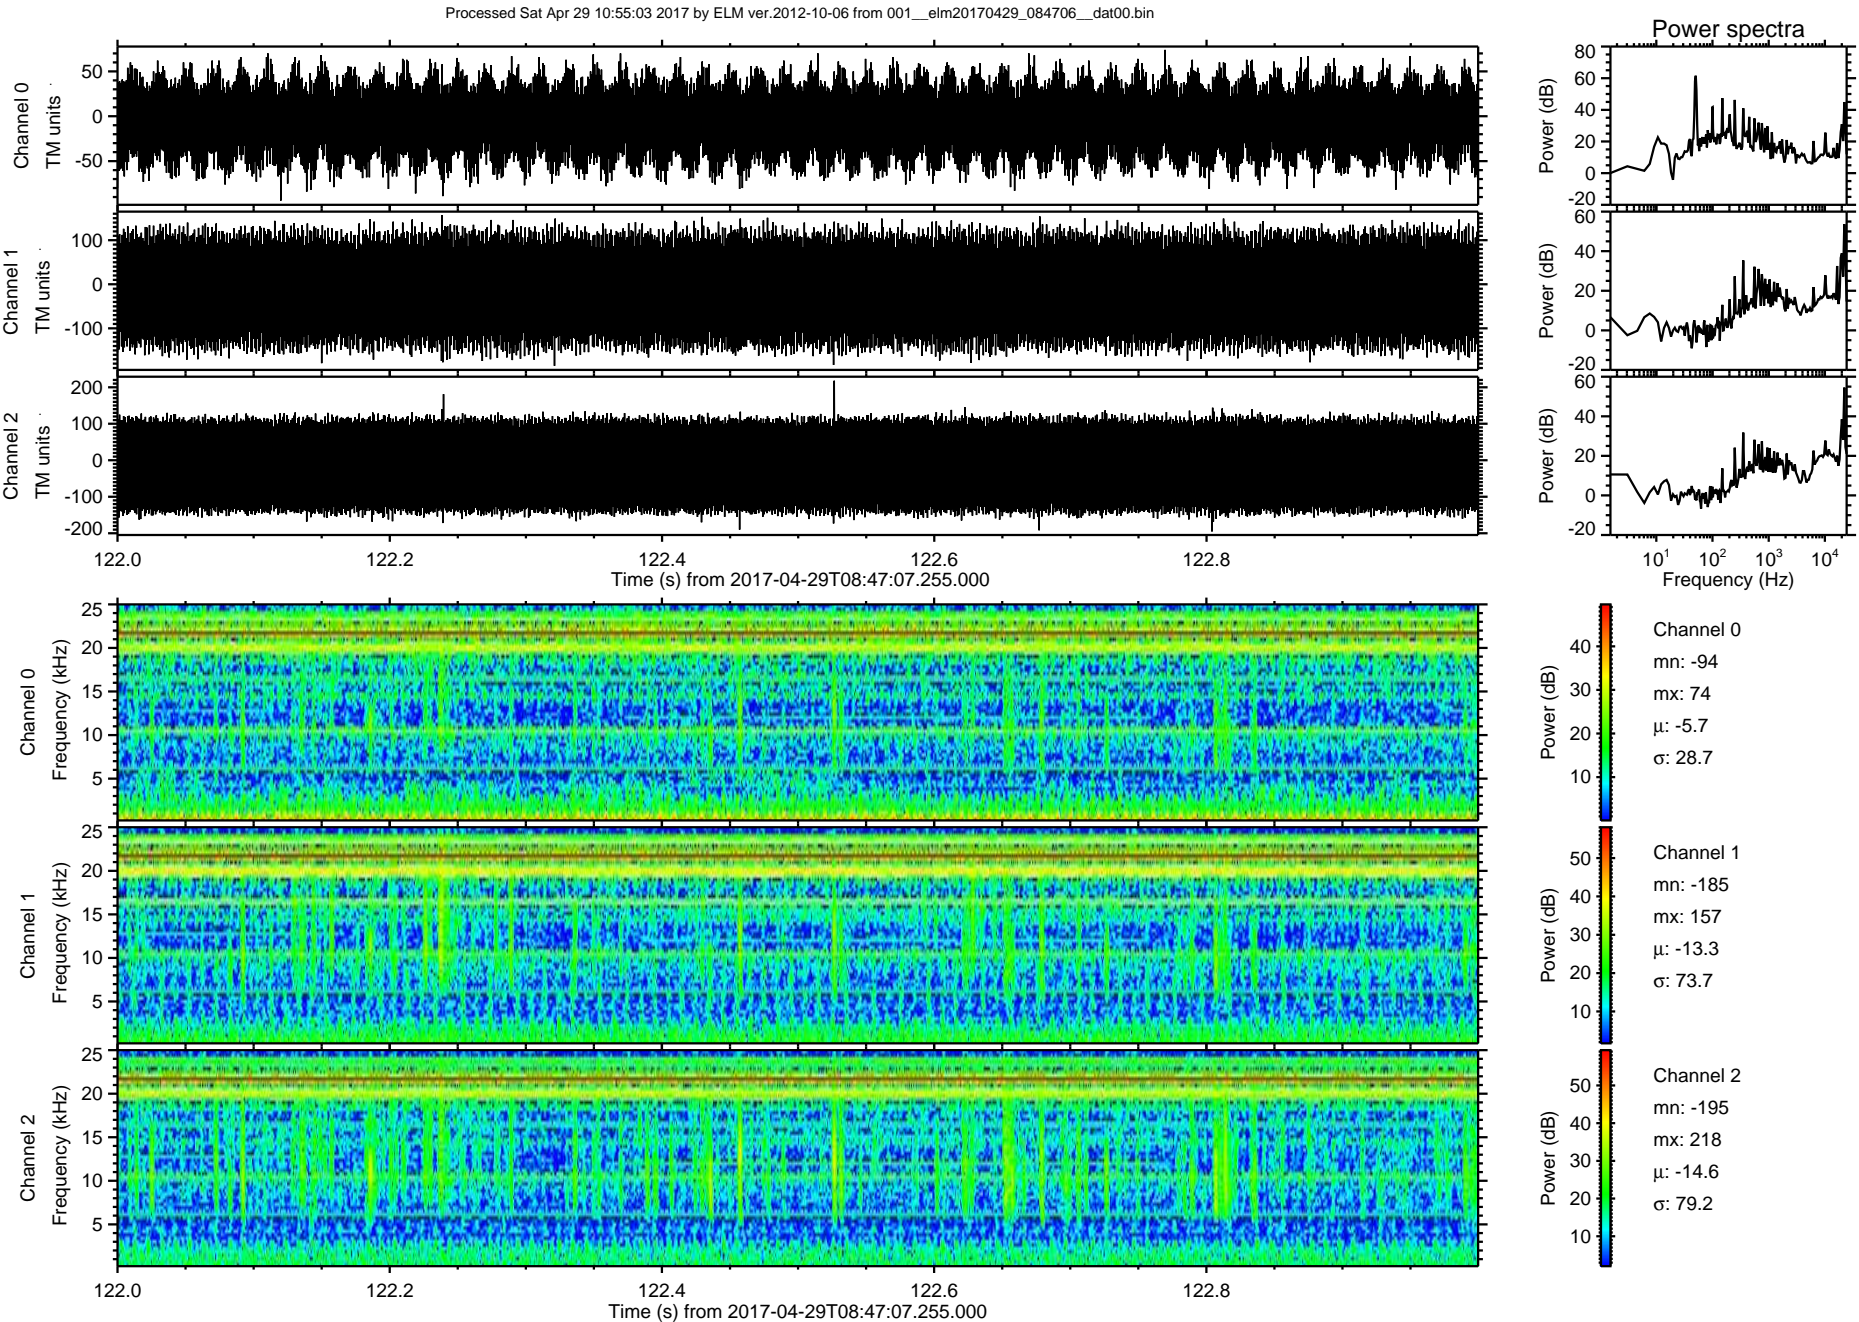 Processed Sat Apr 29 10:55:03 2017 by ELM ver.2012-10-06 from 001__elm20170429_084706__dat00.bin
Power spectra
Channel 0
TM units
50
0
-50
Power (dB)
80
60
40
20
0
-20
Channel 1
TM units
100
0
-100
Power (dB)
60
40
20
0
-20
Channel 2
TM units
200
100
0
-100
-200
Power (dB)
60
40
20
0
-20
122.0 122.2 122.4 122.6 122.8
Time (s) from 2017-04-29T08:47:07.255.000
10^1 10^2 10^3 10^4
Frequency (Hz)
Channel 0
Frequency (kHz)
25
20
15
10
5
Power (dB)
40
30
20
10
Channel 0
mn: -94
mx: 74
μ: -5.7
σ: 28.7
Channel 1
Frequency (kHz)
25
20
15
10
5
Power (dB)
50
40
30
20
10
Channel 1
mn: -185
mx: 157
μ: -13.3
σ: 73.7
Channel 2
Frequency (kHz)
25
20
15
10
5
Power (dB)
50
40
30
20
10
Channel 2
mn: -195
mx: 218
μ: -14.6
σ: 79.2
122.0 122.2 122.4 122.6 122.8
Time (s) from 2017-04-29T08:47:07.255.000